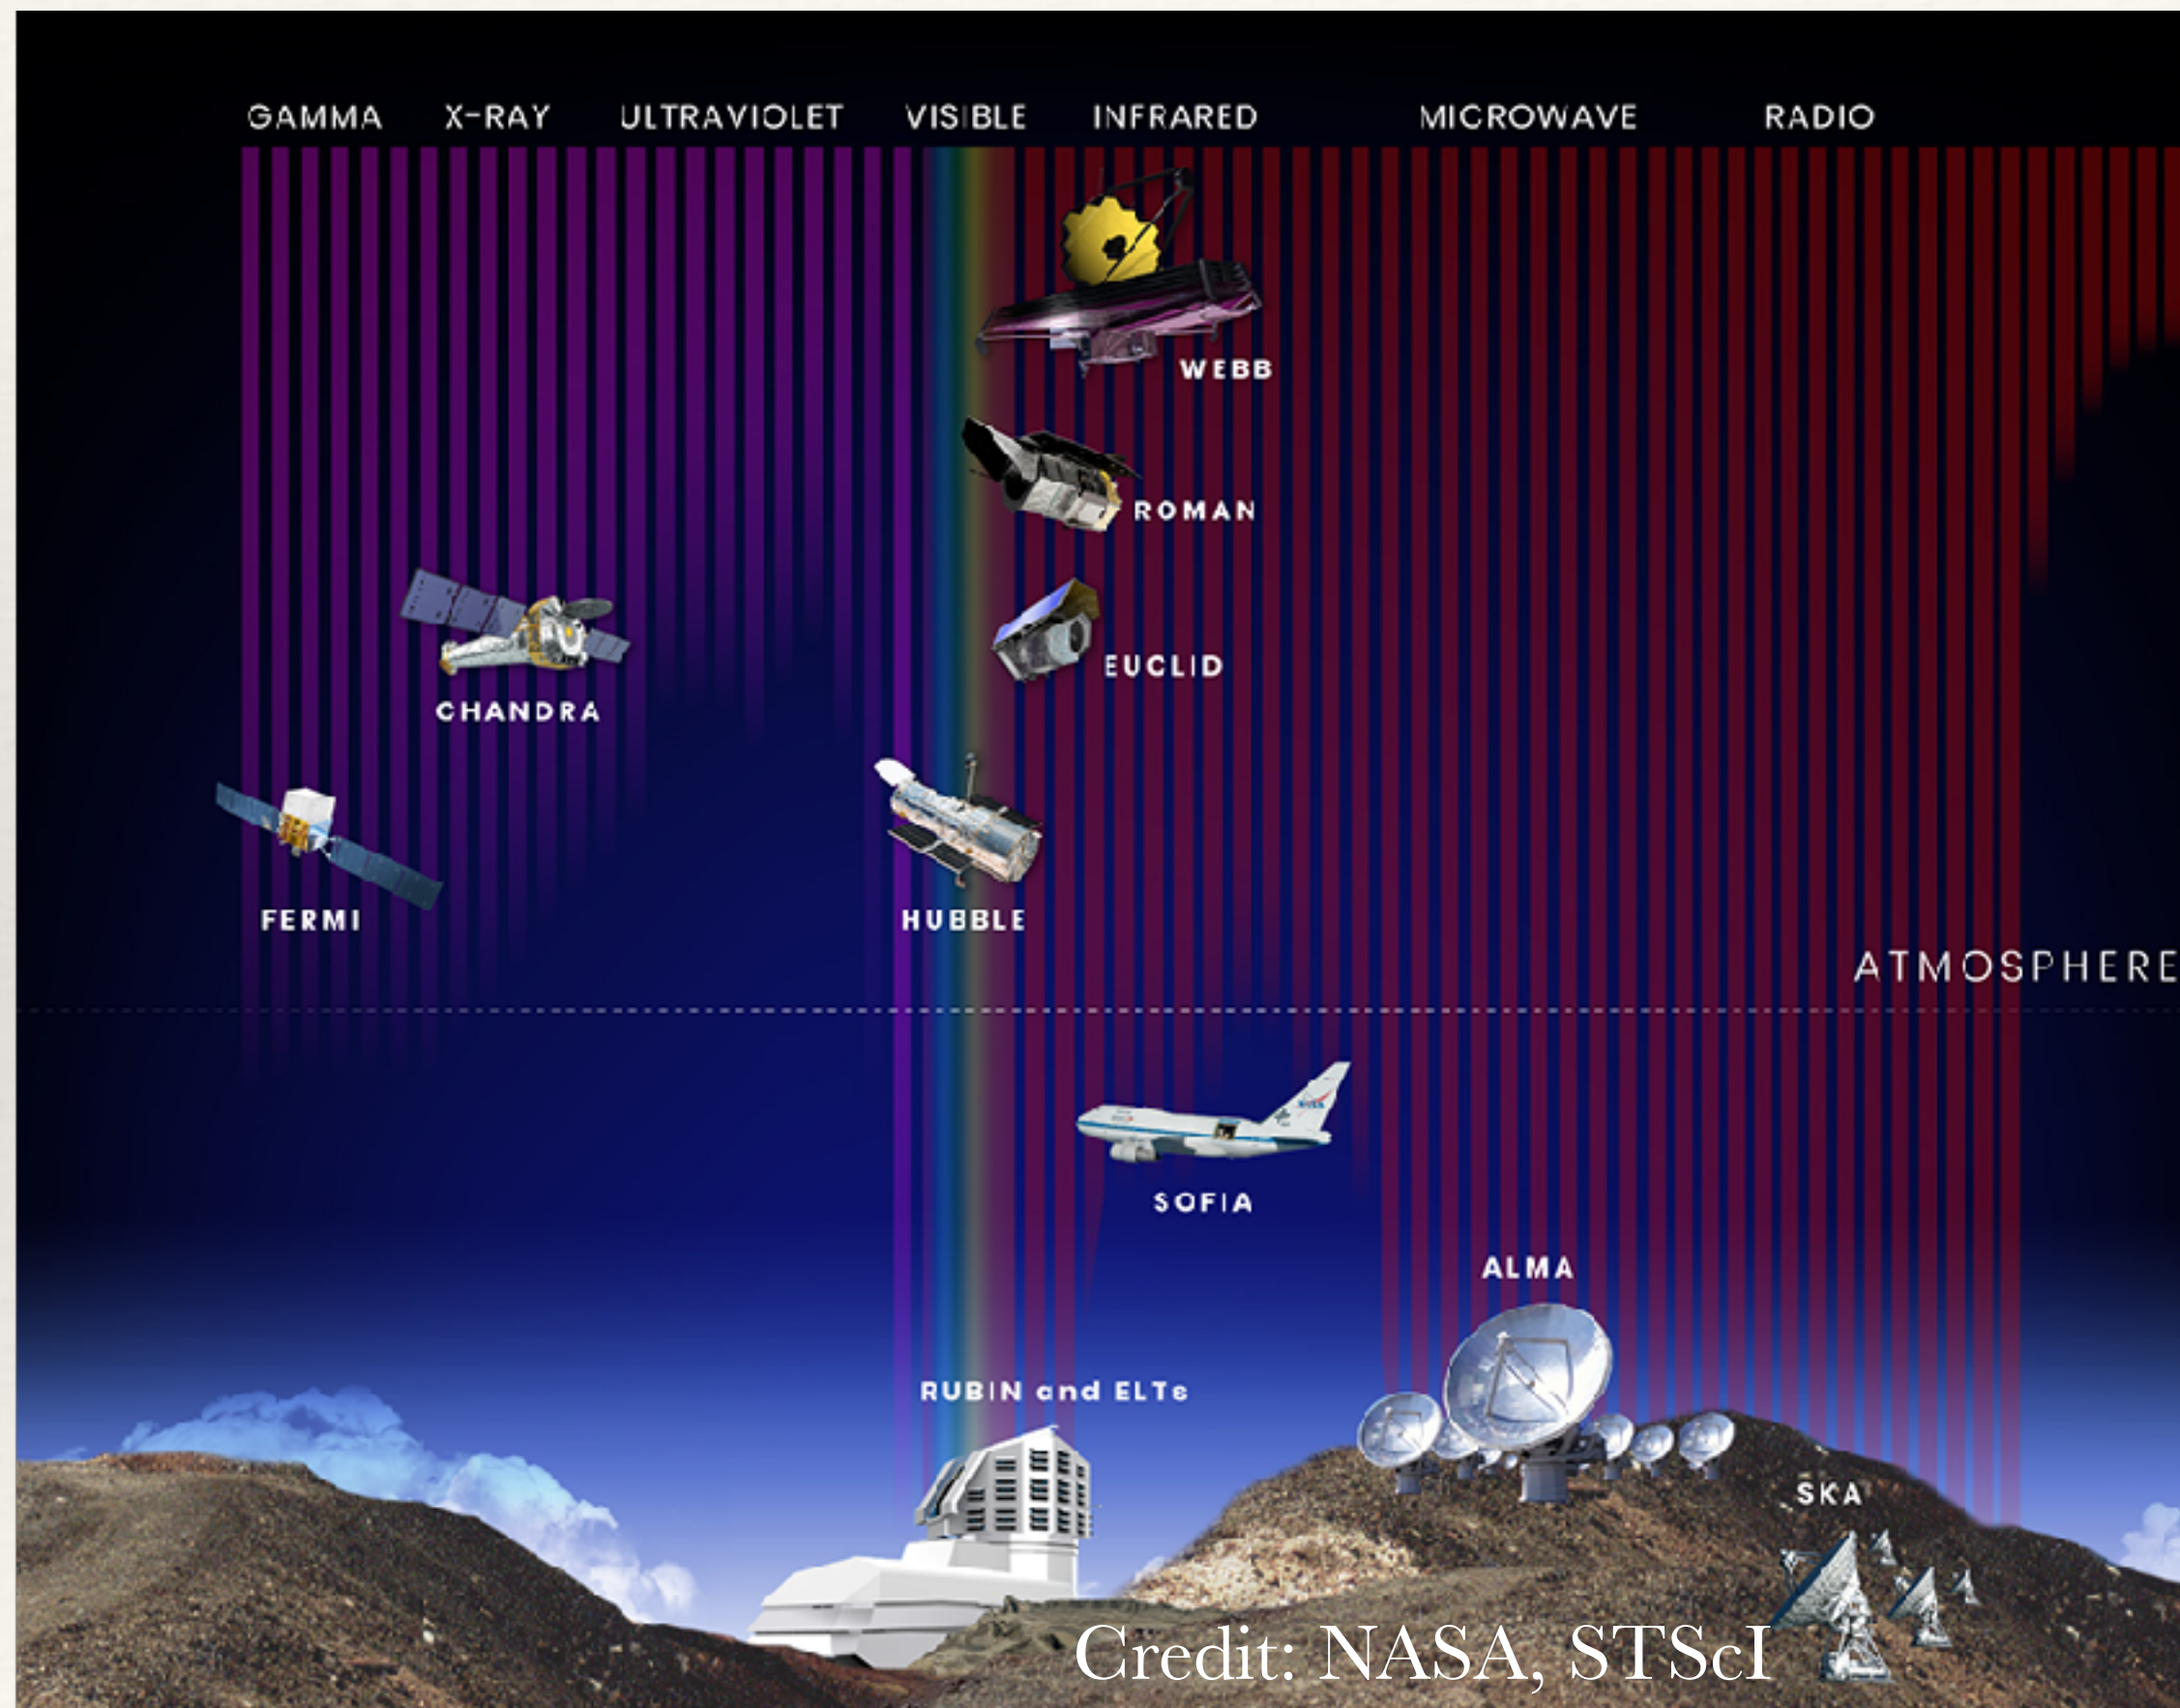 GAMMA X-RAY ULTRAVIOLET VISIBLE INFRARED MICROWAVE RADIO
WEBB
ROMAN
EUCLID
CHANDRA
FERMI
HUBBLE
ATMOSPHERE
SOFIA
ALMA
RUBIN and ELTs
SKA
Credit: NASA, STScI